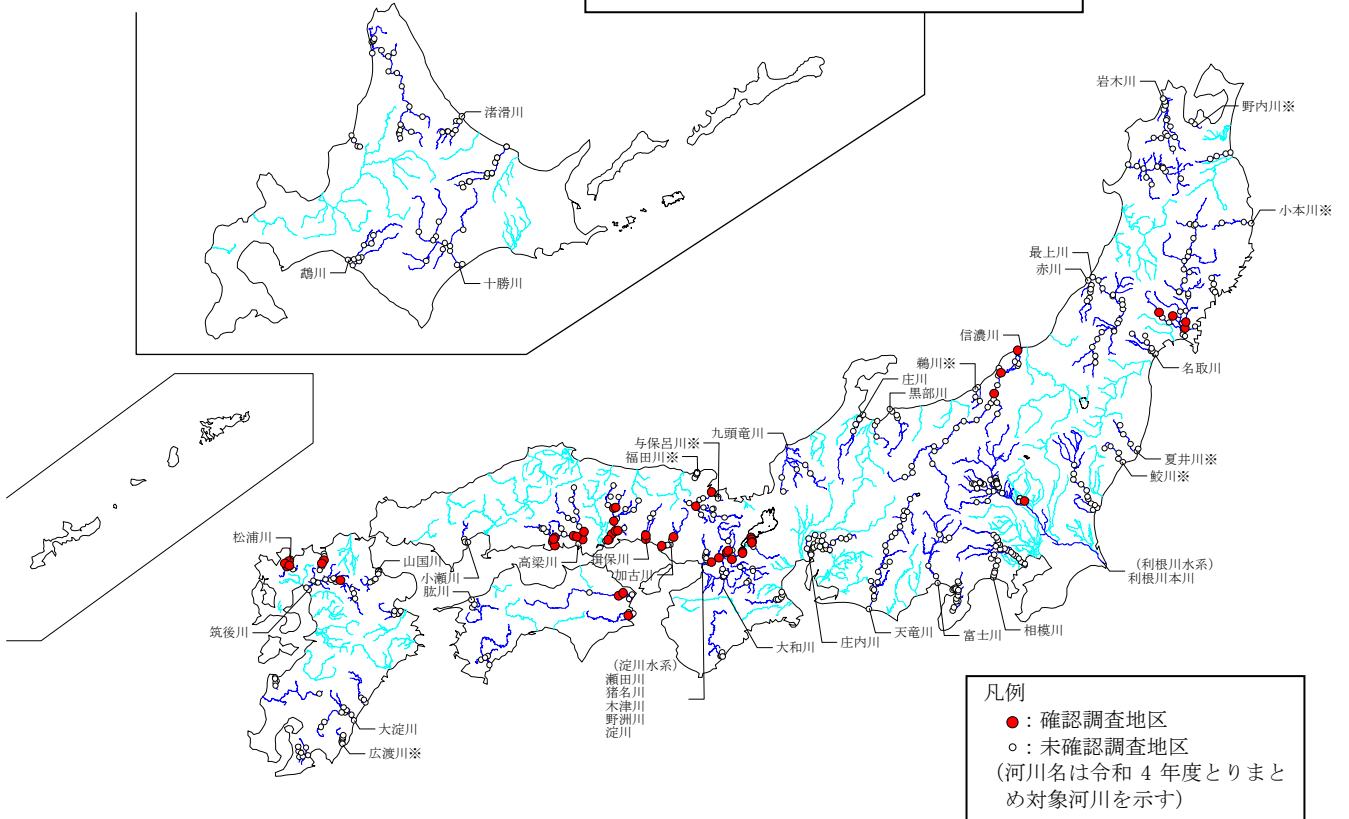 岩木川
野内川※
渚滑川
小本川※
最上川
赤川
鵡川
十勝川
信濃川
鵜川※
名取川
庄川
黒部川
九頭竜川
与保呂川※
福田川※
夏井川※
鮫川※
松浦川
山国川
小瀬川
肱川
高梁川
揖保川
加古川
(利根川水系)
利根川本川
筑後川
大和川
庄内川
天竜川
富士川
相模川
(淀川水系)
瀬田川
猪名川
木津川
野洲川
淀川
大淀川
広渡川※
凡例
●：確認調査地区
○：未確認調査地区
(河川名は令和 4 年度とりまと
め対象河川を示す)